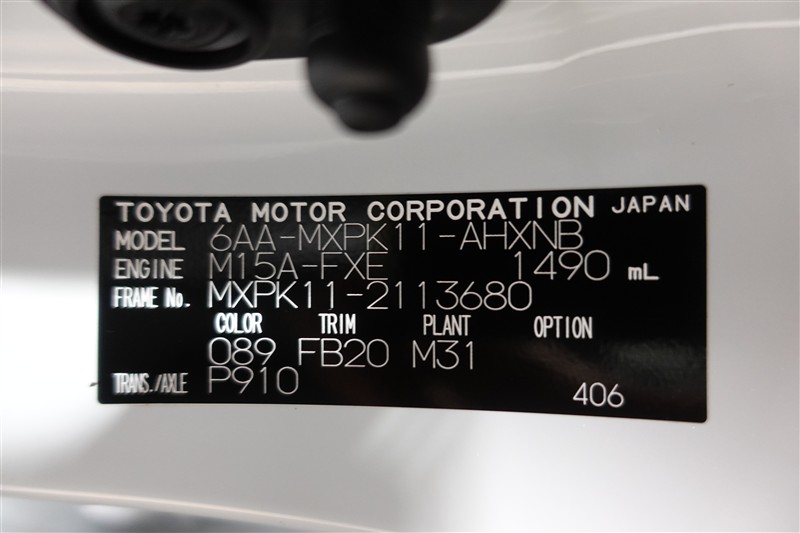 TOYOTA MOTOR CORPORATION JAPAN
MODEL 6AA-MXPK11-AHXNB
ENGINE M15A-FXE 1490 mL
FRAME No. MXPK11-2113680
COLOR TRIM PLANT OPTION
089 FB20 M31
TRANS./AXLE P910
406